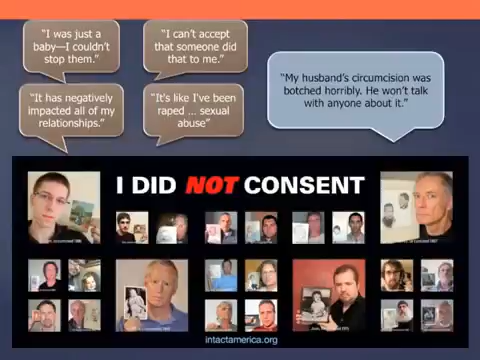 "I was just a
baby—I couldn't
stop them."
"I can't accept
that someone did
that to me."
"My husband's circumcision was
botched horribly. He won't talk
with anyone about it."
"It has negatively
impacted all of my
relationships."
"It's like I've been
raped ... sexual
abuse"
I DID NOT CONSENT
intactamerica.org